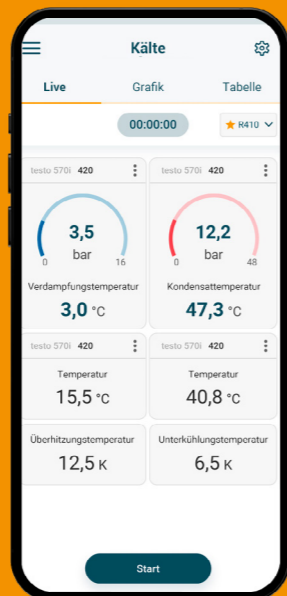 Kälte
Live Grafik Tabelle
00:00:00 R410
testo 570i 420 testo 570i 420
3,5 12,2
bar bar
0 16 0 48
Verdampfungstemperatur Kondensattemperatur
3,0 °C 47,3 °C
testo 570i 420 testo 570i 420
Temperatur Temperatur
15,5 °C 40,8 °C
Überhitzungstemperatur Unterkühlungstemperatur
12,5 K 6,5 K
Start